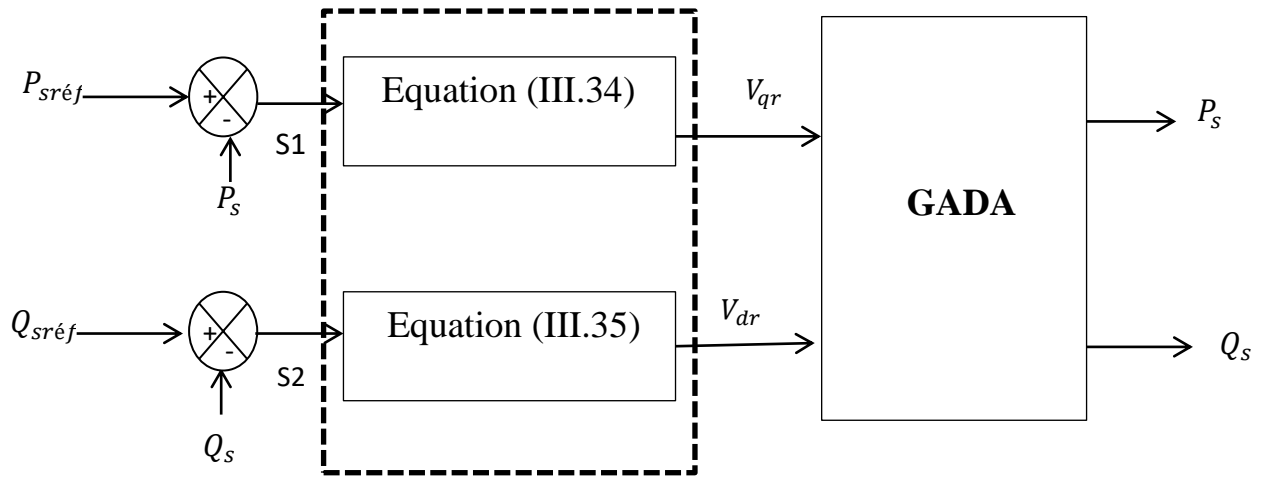 P_sréf
+
-
P_s
S1
Equation (III.34)
V_qr
GADA
P_s
Q_sréf
+
-
Q_s
S2
Equation (III.35)
V_dr
Q_s